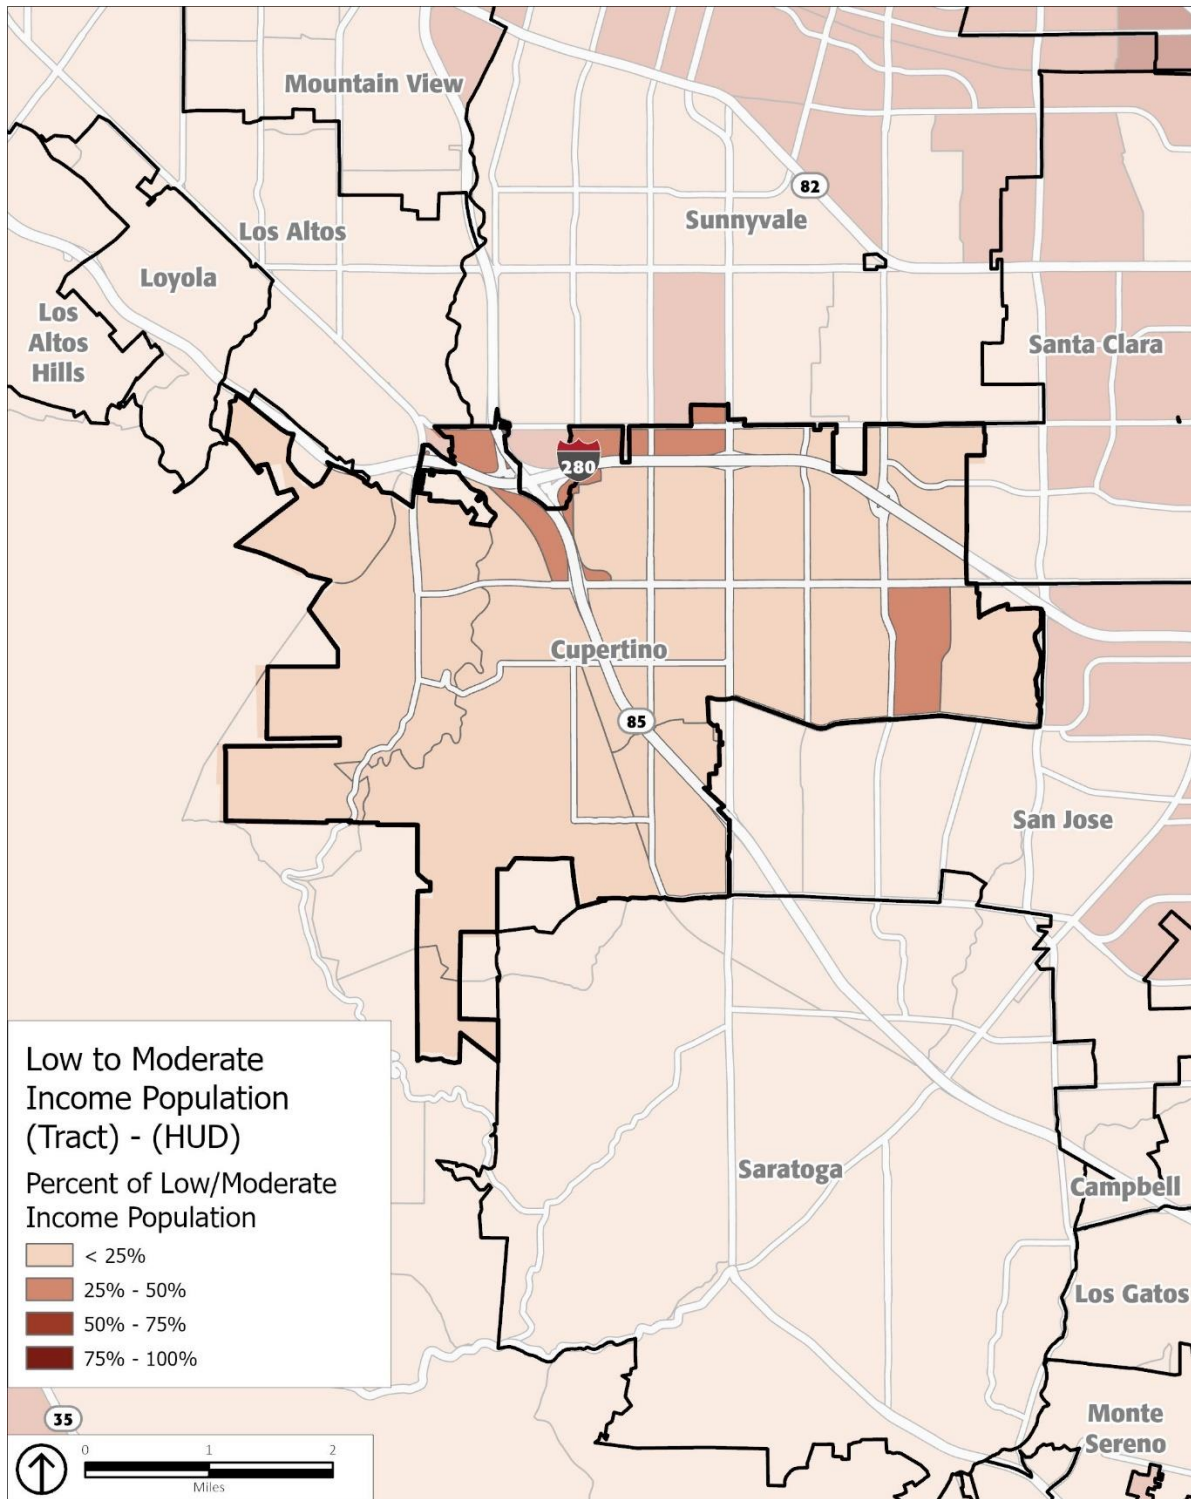 Mountain View
82
Sunnyvale
Los Altos
Loyola
Los
Altos
Hills
Santa Clara
280
Cupertino
85
San Jose
Low to Moderate
Income Population
(Tract) - (HUD)
Percent of Low/Moderate
Income Population
< 25%
25% - 50%
50% - 75%
75% - 100%
Saratoga
Campbell
Los Gatos
Monte
Sereno
35
0 1 2
Miles